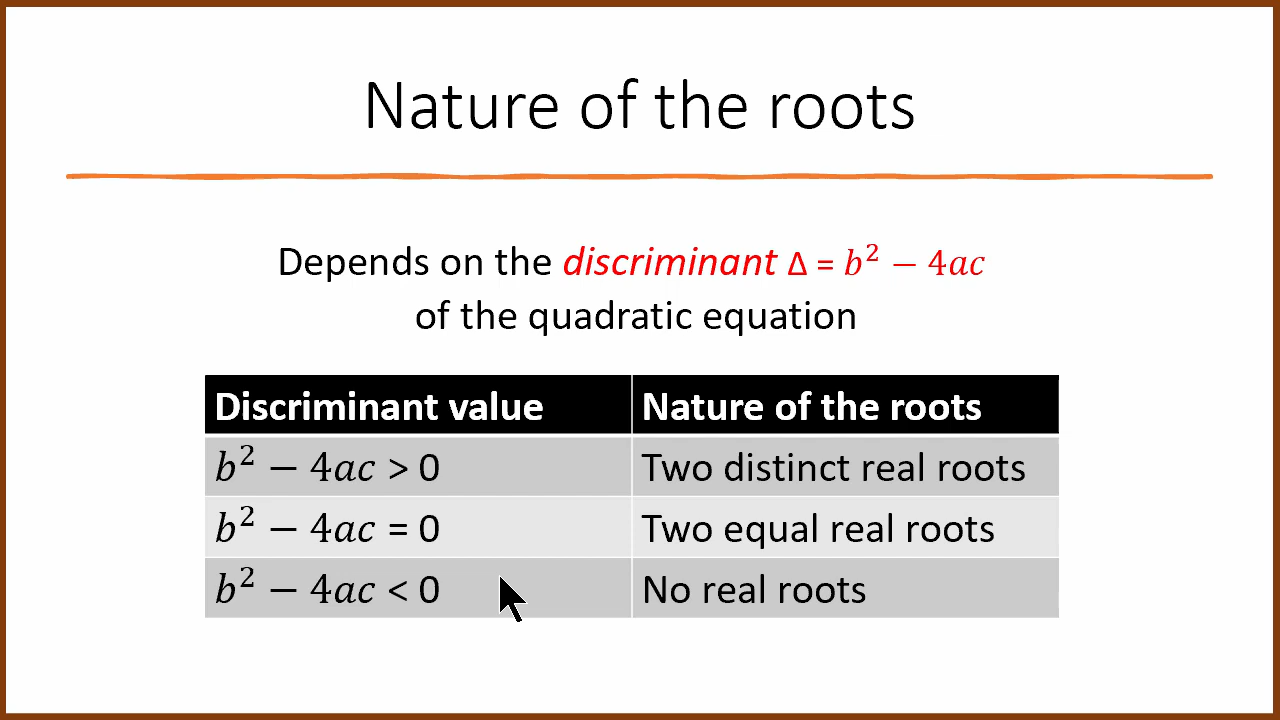 Nature of the roots
Depends on the discriminant Δ = b² − 4ac
of the quadratic equation
Discriminant value Nature of the roots
b² − 4ac > 0 Two distinct real roots
b² − 4ac = 0 Two equal real roots
b² − 4ac < 0 No real roots